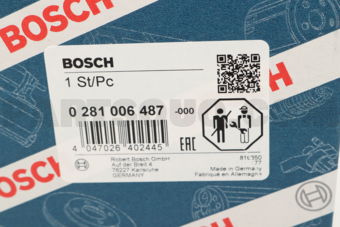 BOSCH
BOSCH
1 St/Pc
0 281 006 487 -000
4 047026 402445
EAC
Robert Bosch GmbH
Auf der Breit 4
76227 Karlsruhe
GERMANY
Made in Germany
Fabriqué en Allemagne
BOSCH